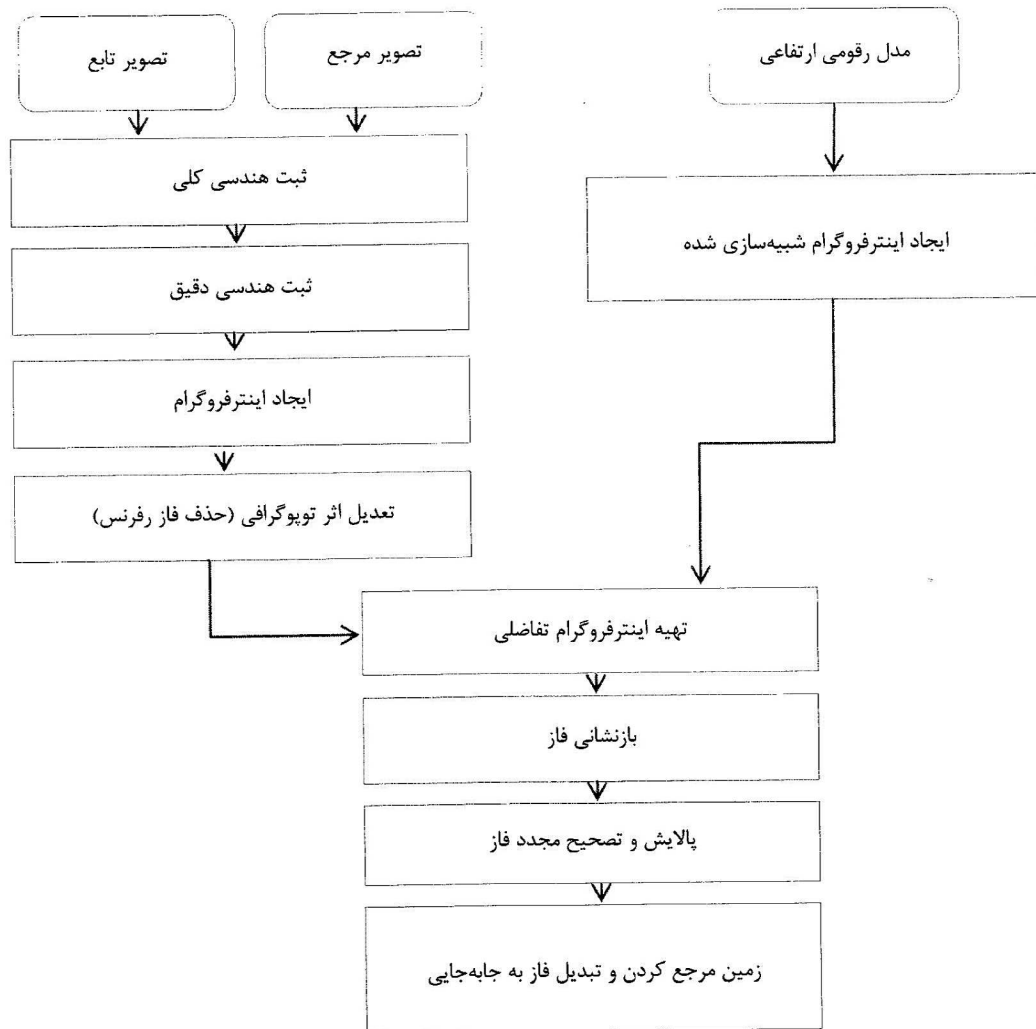 مدل رقومی ارتفاعی
تصویر مرجع
تصویر تابع
ثبت هندسی کلی
ایجاد اینترفروگرام شبیه‌سازی شده
ثبت هندسی دقیق
ایجاد اینترفروگرام
تعدیل اثر توپوگرافی (حذف فاز رفرنس)
تهیه اینترفروگرام تفاضلی
بازنشانی فاز
پالایش و تصحیح مجدد فاز
زمین مرجع کردن و تبدیل فاز به جابه‌جایی